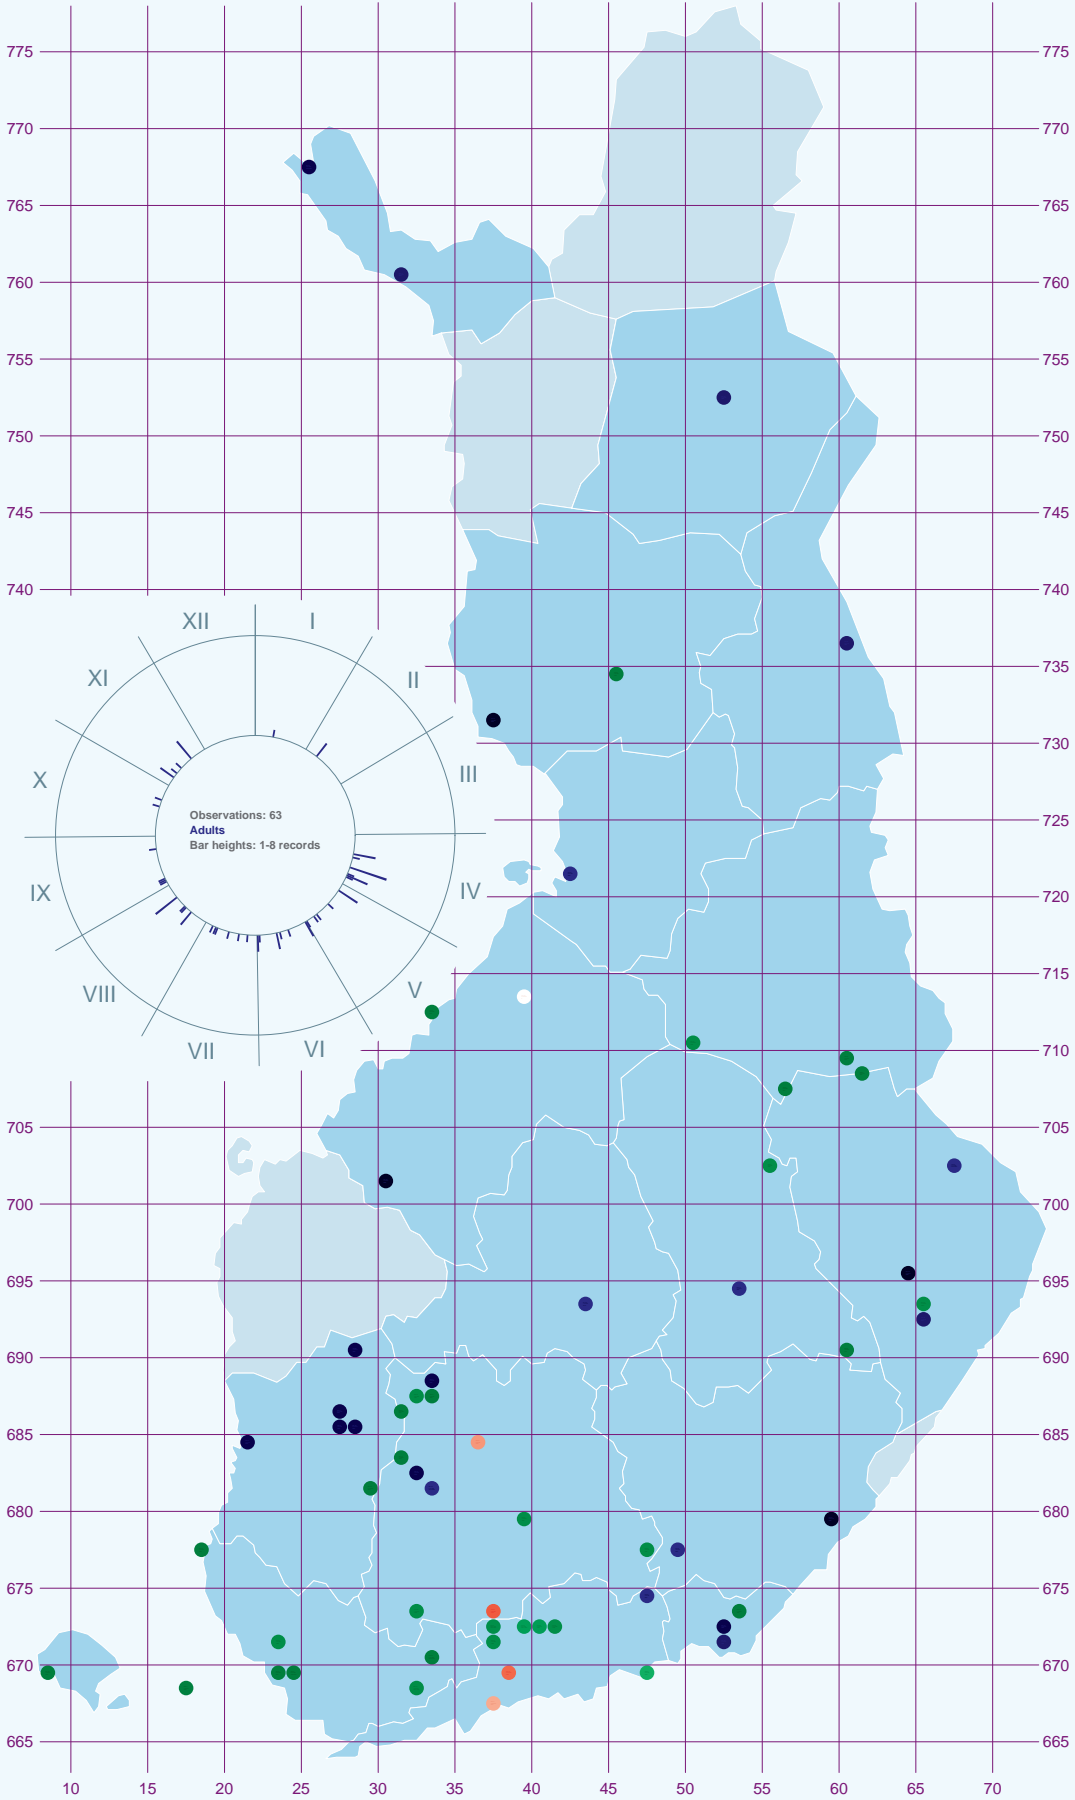 775 775
770 770
765 765
760 760
755 755
750 750
745 745
740 740
XII I
XI II
735 735
730 730
X III
725 725
Observations: 63
Adults
Bar heights: 1-8 records
IX IV
720 720
715 715
VIII V
VII VI
710 710
705 705
700 700
695 695
690 690
685 685
680 680
675 675
670 670
665 665
10 15 20 25 30 35 40 45 50 55 60 65 70